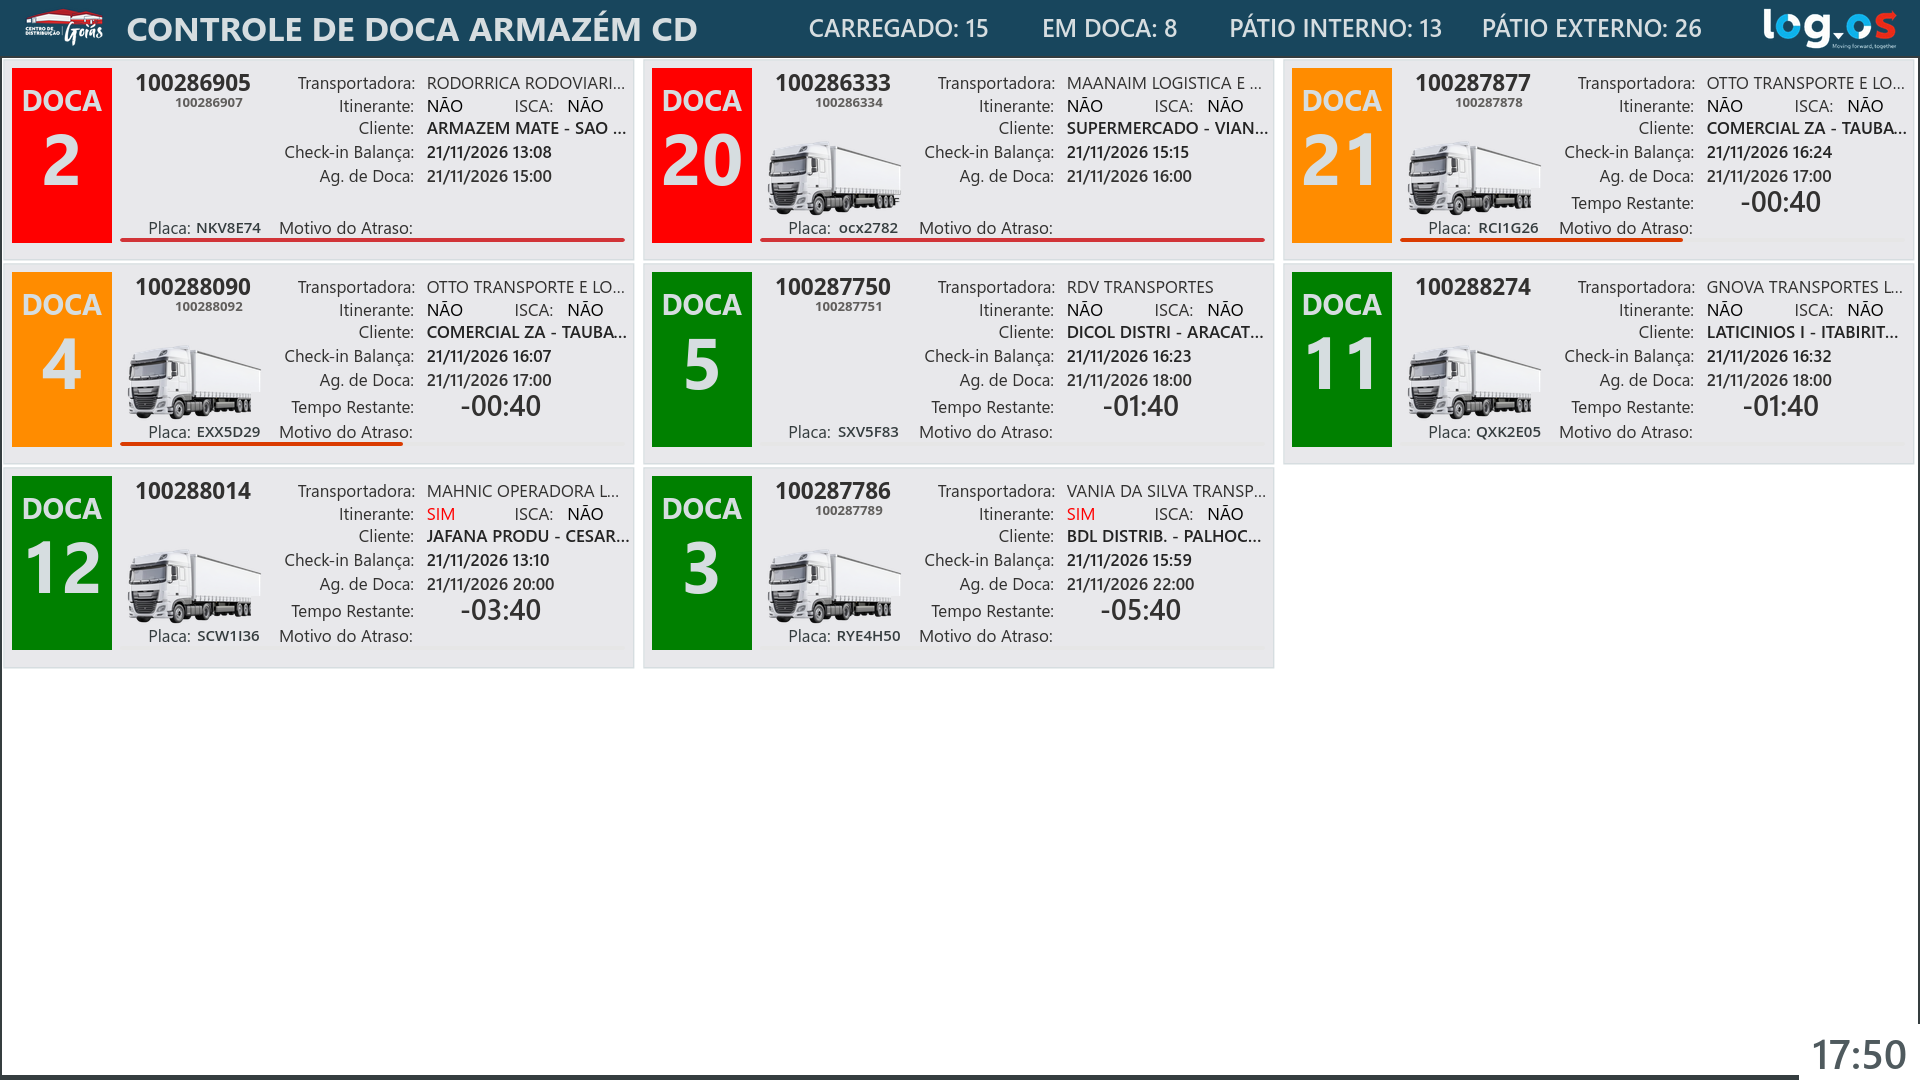 CENTRO DE DISTRIBUIÇÃO Goiás
CONTROLE DE DOCA ARMAZÉM CD
CARREGADO: 15
EM DOCA: 8
PÁTIO INTERNO: 13
PÁTIO EXTERNO: 26
log.os
Moving forward, together
DOCA
2
100286905
100286907
Transportadora: RODORRICA RODOVIARI...
Itinerante: NÃO ISCA: NÃO
Cliente: ARMAZEM MATE - SAO ...
Check-in Balança: 21/11/2026 13:08
Ag. de Doca: 21/11/2026 15:00
Placa: NKV8E74 Motivo do Atraso:
DOCA
20
100286333
100286334
Transportadora: MAANAIM LOGISTICA E ...
Itinerante: NÃO ISCA: NÃO
Cliente: SUPERMERCADO - VIAN...
Check-in Balança: 21/11/2026 15:15
Ag. de Doca: 21/11/2026 16:00
Placa: ocx2782 Motivo do Atraso:
DOCA
21
100287877
100287878
Transportadora: OTTO TRANSPORTE E LO...
Itinerante: NÃO ISCA: NÃO
Cliente: COMERCIAL ZA - TAUBA...
Check-in Balança: 21/11/2026 16:24
Ag. de Doca: 21/11/2026 17:00
Tempo Restante: -00:40
Placa: RCI1G26 Motivo do Atraso:
DOCA
4
100288090
100288092
Transportadora: OTTO TRANSPORTE E LO...
Itinerante: NÃO ISCA: NÃO
Cliente: COMERCIAL ZA - TAUBA...
Check-in Balança: 21/11/2026 16:07
Ag. de Doca: 21/11/2026 17:00
Tempo Restante: -00:40
Placa: EXX5D29 Motivo do Atraso:
DOCA
5
100287750
100287751
Transportadora: RDV TRANSPORTES
Itinerante: NÃO ISCA: NÃO
Cliente: DICOL DISTRI - ARACAT...
Check-in Balança: 21/11/2026 16:23
Ag. de Doca: 21/11/2026 18:00
Tempo Restante: -01:40
Placa: SXV5F83 Motivo do Atraso:
DOCA
11
100288274
Transportadora: GNOVA TRANSPORTES L...
Itinerante: NÃO ISCA: NÃO
Cliente: LATICINIOS I - ITABIRIT...
Check-in Balança: 21/11/2026 16:32
Ag. de Doca: 21/11/2026 18:00
Tempo Restante: -01:40
Placa: QXK2E05 Motivo do Atraso:
DOCA
12
100288014
Transportadora: MAHNIC OPERADORA L...
Itinerante: SIM ISCA: NÃO
Cliente: JAFANA PRODU - CESAR...
Check-in Balança: 21/11/2026 13:10
Ag. de Doca: 21/11/2026 20:00
Tempo Restante: -03:40
Placa: SCW1I36 Motivo do Atraso:
DOCA
3
100287786
100287789
Transportadora: VANIA DA SILVA TRANSP...
Itinerante: SIM ISCA: NÃO
Cliente: BDL DISTRIB. - PALHOC...
Check-in Balança: 21/11/2026 15:59
Ag. de Doca: 21/11/2026 22:00
Tempo Restante: -05:40
Placa: RYE4H50 Motivo do Atraso:
17:50